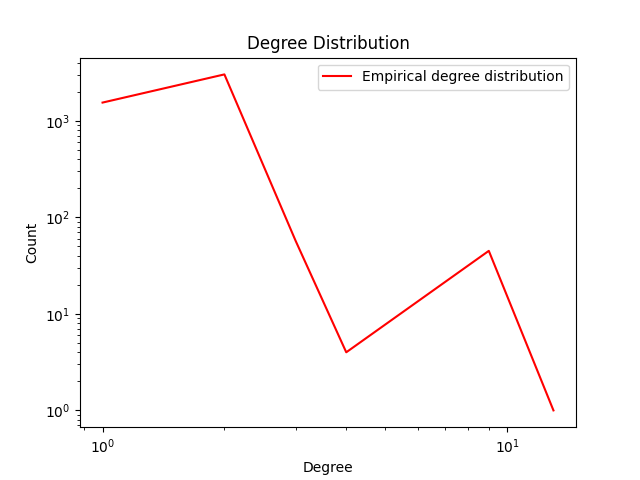 Degree Distribution
Empirical degree distribution
10³
10²
10¹
10⁰
Count
10⁰ 10¹
Degree